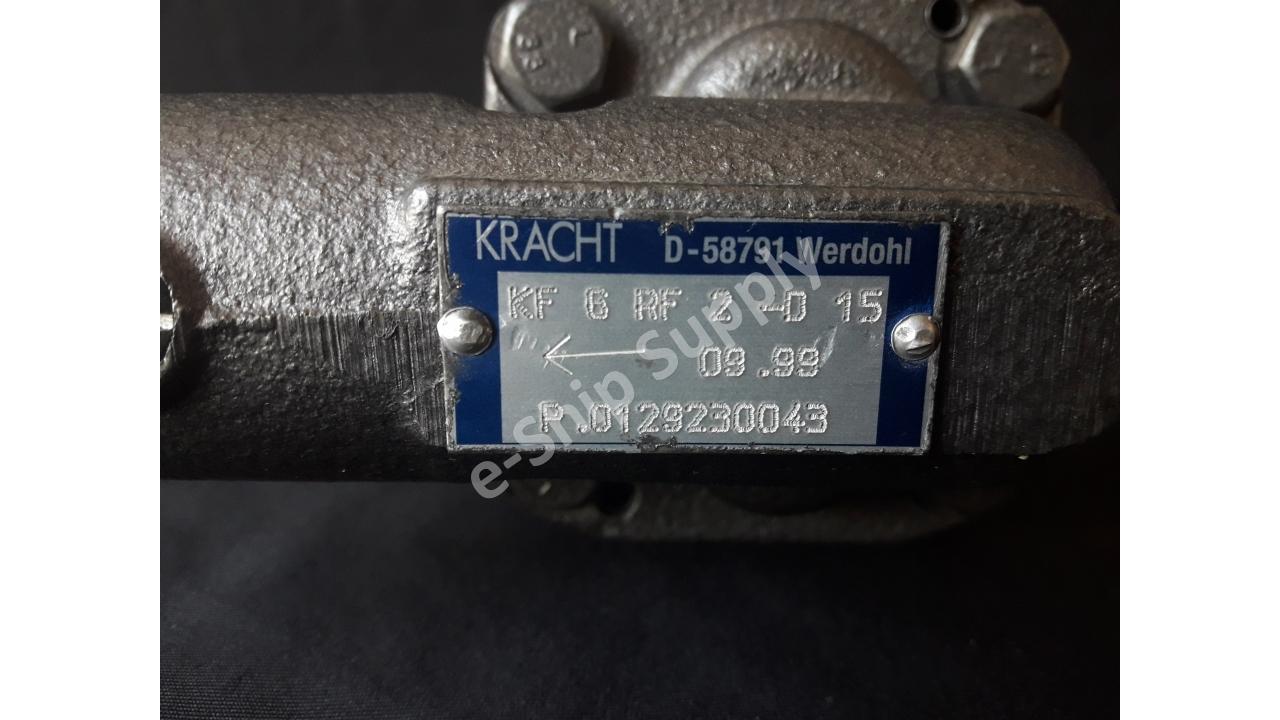 KRACHT D-58791 Werdohl
KF 6 RF 2 -D 15
09.99
P.0129230043
e-Ship Supply